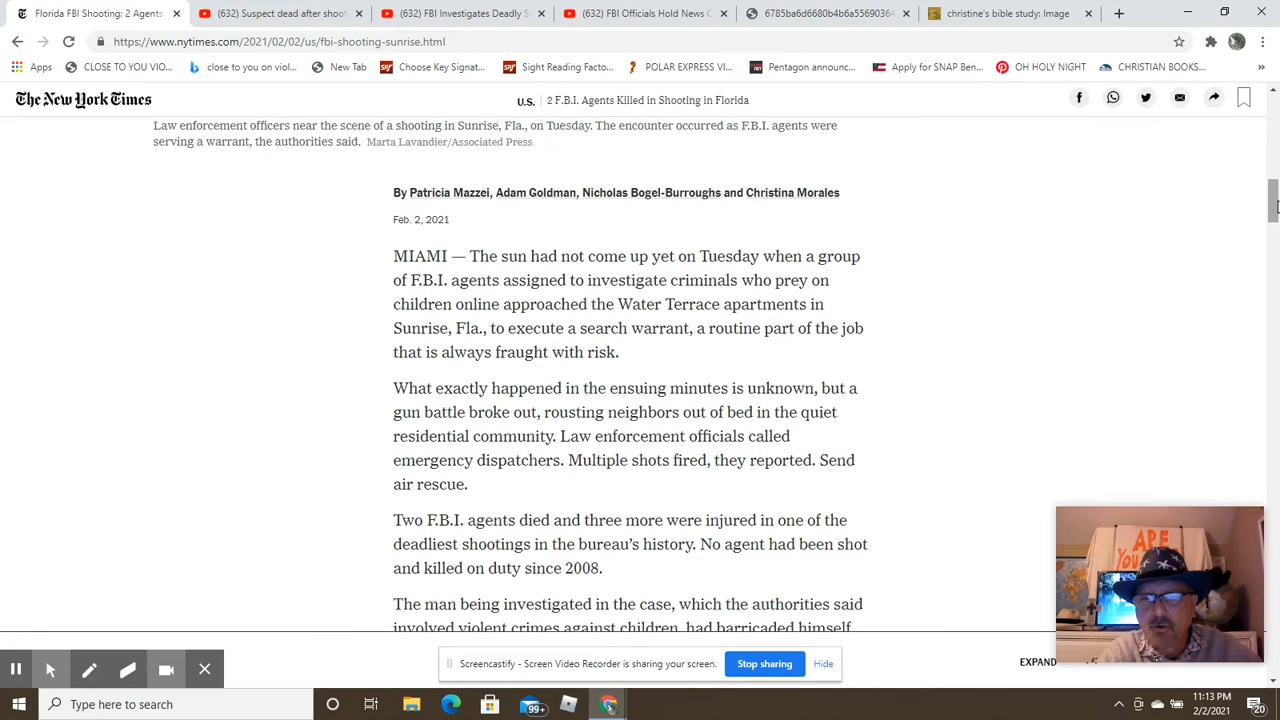 Florida FBI Shooting: 2 Agents
(632) Suspect dead after shoot
(632) FBI Investigates Deadly S
(632) FBI Officials Hold News C
6785ba6d6680b4b6a55690364
christine's bible study: Image
https://www.nytimes.com/2021/02/02/us/fbi-shooting-sunrise.html
Apps
CLOSE TO YOU VIO...
close to you on viol...
New Tab
Choose Key Signat...
Sight Reading Facto...
POLAR EXPRESS VI...
Pentagon announc...
Apply for SNAP Ben...
OH HOLY NIGHT
CHRISTIAN BOOKS...
The New York Times
U.S. | 2 F.B.I. Agents Killed in Shooting in Florida
Law enforcement officers near the scene of a shooting in Sunrise, Fla., on Tuesday. The encounter occurred as F.B.I. agents were
serving a warrant, the authorities said. Marta Lavandier/Associated Press
By Patricia Mazzei, Adam Goldman, Nicholas Bogel-Burroughs and Christina Morales
Feb. 2, 2021
MIAMI — The sun had not come up yet on Tuesday when a group
of F.B.I. agents assigned to investigate criminals who prey on
children online approached the Water Terrace apartments in
Sunrise, Fla., to execute a search warrant, a routine part of the job
that is always fraught with risk.
What exactly happened in the ensuing minutes is unknown, but a
gun battle broke out, rousting neighbors out of bed in the quiet
residential community. Law enforcement officials called
emergency dispatchers. Multiple shots fired, they reported. Send
air rescue.
Two F.B.I. agents died and three more were injured in one of the
deadliest shootings in the bureau's history. No agent had been shot
and killed on duty since 2008.
The man being investigated in the case, which the authorities said
involved violent crimes against children, had barricaded himself
ARE
Screencastify - Screen Video Recorder is sharing your screen.
Stop sharing
Hide
EXPAND
Type here to search
99+
11:13 PM
2/2/2021
20